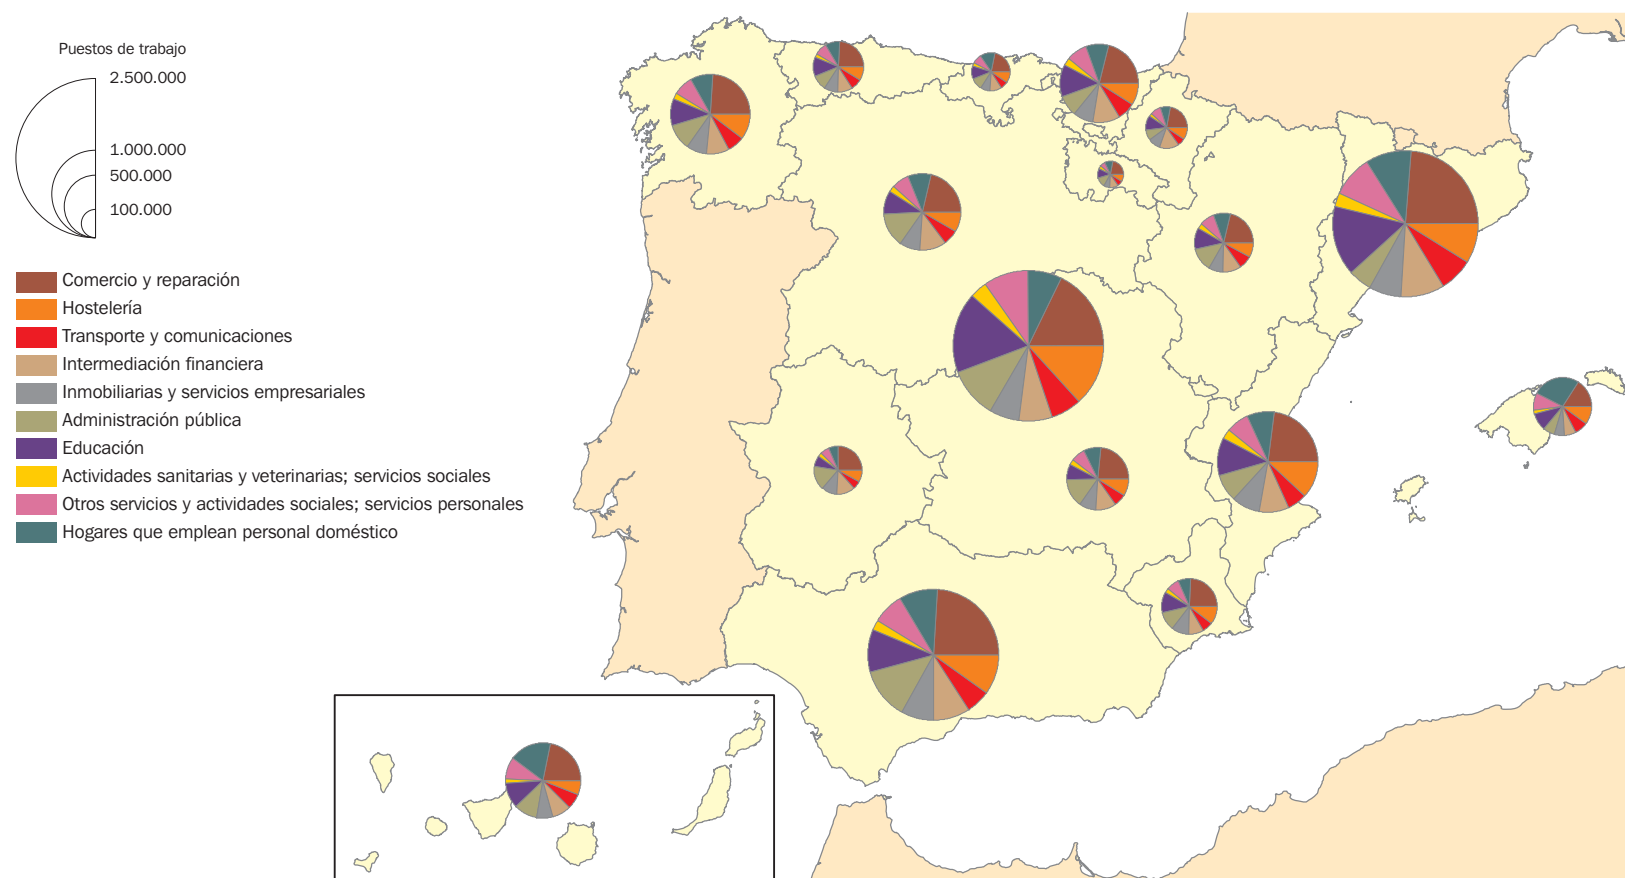 Puestos de trabajo
2.500.000
1.000.000
500.000
100.000
Comercio y reparación
Hostelería
Transporte y comunicaciones
Intermediación financiera
Inmobiliarias y servicios empresariales
Administración pública
Educación
Actividades sanitarias y veterinarias; servicios sociales
Otros servicios y actividades sociales; servicios personales
Hogares que emplean personal doméstico